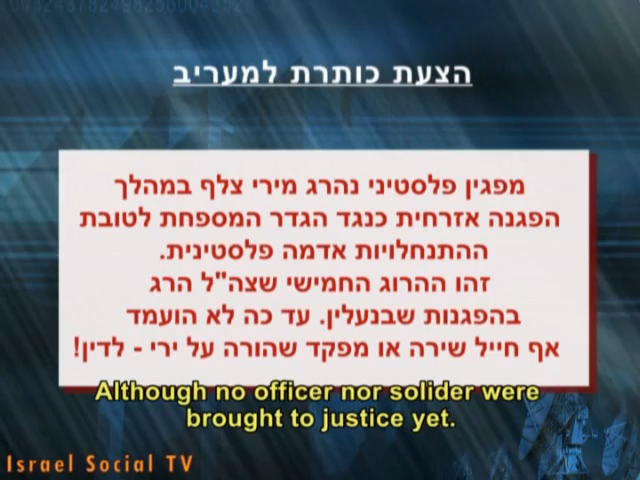 0032437824982560043527
הצעת כותרת למעריב
מפגין פלסטיני נהרג מירי צלף במהלך
הפגנה אזרחית כנגד הגדר המספחת לטובת
ההתנחלויות אדמה פלסטינית.
זהו ההרוג החמישי שצה"ל הרג
בהפגנות שבנעלין. עד כה לא הועמד
אף חייל שירה או מפקד שהורה על ירי - לדין!
Although no officer nor solider were
brought to justice yet.
Israel Social TV